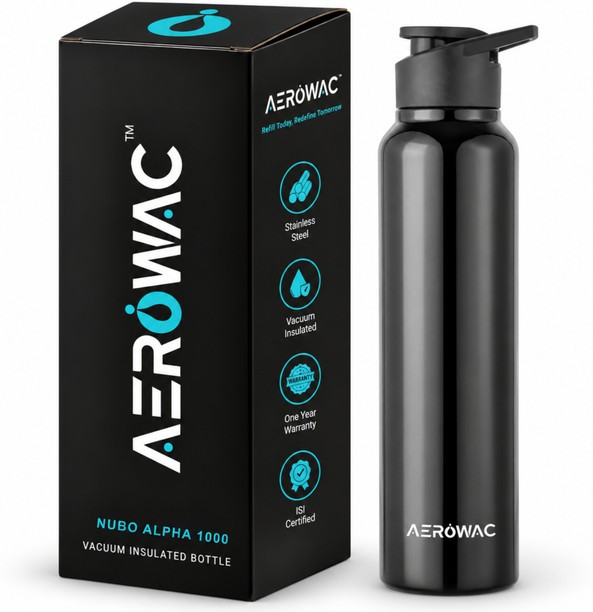 AEROWAC™
NUBO ALPHA 1000
VACUUM INSULATED BOTTLE
AEROWAC™
Refill Today, Redefine Tomorrow
Stainless
Steel
Vacuum
Insulated
WARRANTY
One Year
Warranty
ISI
Certified
AEROWAC